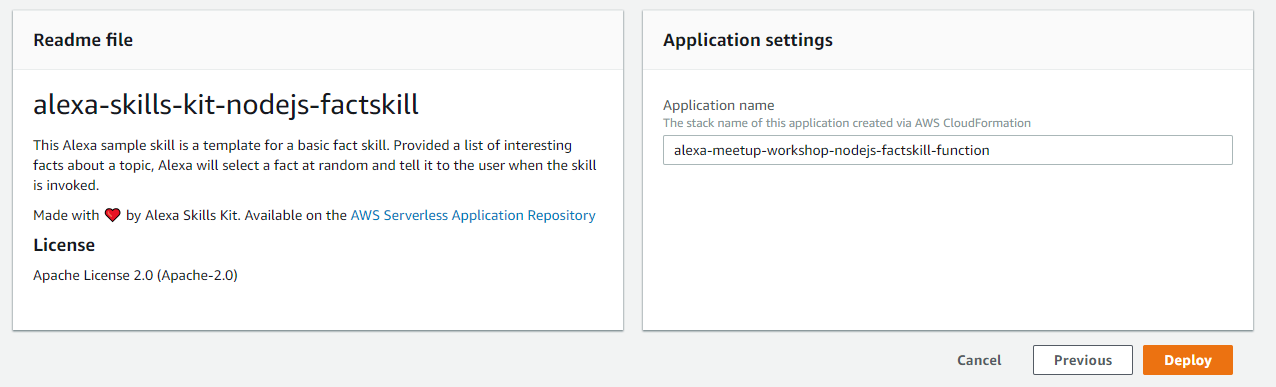 Readme file
alexa-skills-kit-nodejs-factskill
This Alexa sample skill is a template for a basic fact skill. Provided a list of interesting
facts about a topic, Alexa will select a fact at random and tell it to the user when the skill
is invoked.
Made with ❤ by Alexa Skills Kit. Available on the AWS Serverless Application Repository
License
Apache License 2.0 (Apache-2.0)
Application settings
Application name
The stack name of this application created via AWS CloudFormation
alexa-meetup-workshop-nodejs-factskill-function
Cancel Previous Deploy